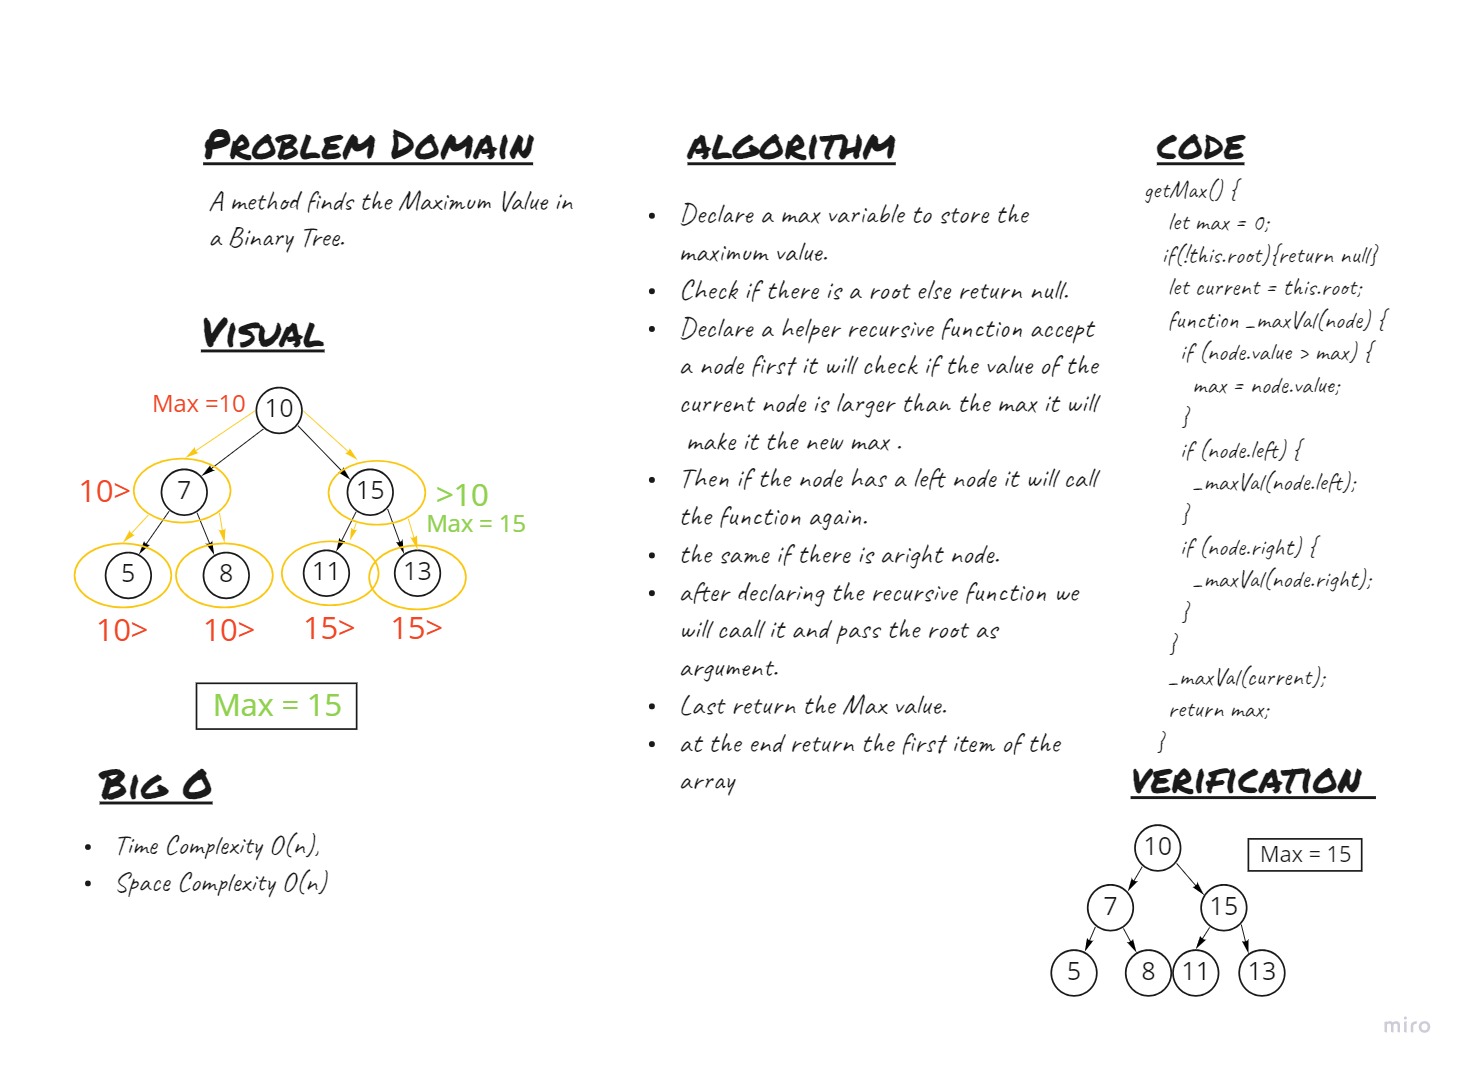 PROBLEM DOMAIN
A method finds the Maximum Value in
a Binary Tree.
VISUAL
Max =10
10
10>
7
15
>10
Max = 15
5
8
11
13
10>
10>
15>
15>
Max = 15
BIG O
• Time Complexity O(n),
• Space Complexity O(n)
ALGORITHM
• Declare a max variable to store the
maximum value.
• Check if there is a root else return null.
• Declare a helper recursive function accept
a node first it will check if the value of the
current node is larger than the max it will
make it the new max .
• Then if the node has a left node it will call
the function again.
• the same if there is aright node.
• after declaring the recursive function we
will caall it and pass the root as
argument.
• Last return the Max value.
• at the end return the first item of the
array
CODE
getMax() {
let max = 0;
if(!this.root){return null}
let current = this.root;
function _maxVal(node) {
if (node.value > max) {
max = node.value;
}
if (node.left) {
_maxVal(node.left);
}
if (node.right) {
_maxVal(node.right);
}
}
_maxVal(current);
return max;
}
VERIFICATION
10
Max = 15
7
15
5
8
11
13
miro